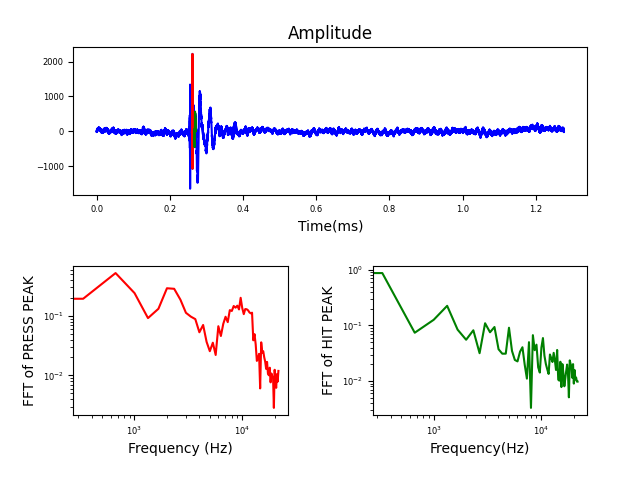 Amplitude
2000
1000
0
−1000
0.0 0.2 0.4 0.6 0.8 1.0 1.2
Time(ms)
FFT of PRESS PEAK
10⁻¹
10⁻²
10³ 10⁴
Frequency (Hz)
FFT of HIT PEAK
10⁰
10⁻¹
10⁻²
10³ 10⁴
Frequency(Hz)